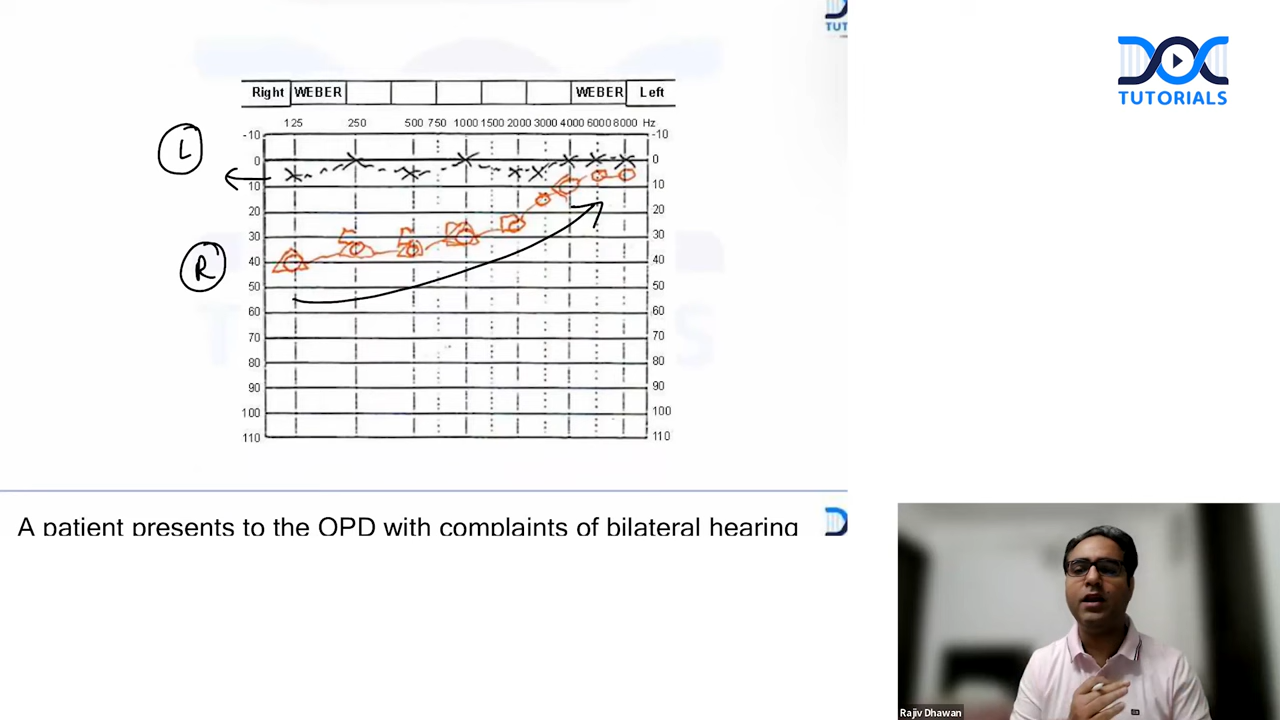 TUT
TUTORIALS
Right WEBER WEBER Left
125 250 500 750 1000 1500 2000 3000 4000 6000 8000 Hz
-10 -10
L
0 0
10 10
20 20
30 30
R
40 40
50 50
60 60
70 70
80 80
90 90
100 100
110 110
A patient presents to the OPD with complaints of bilateral hearing
Rajiv Dhawan